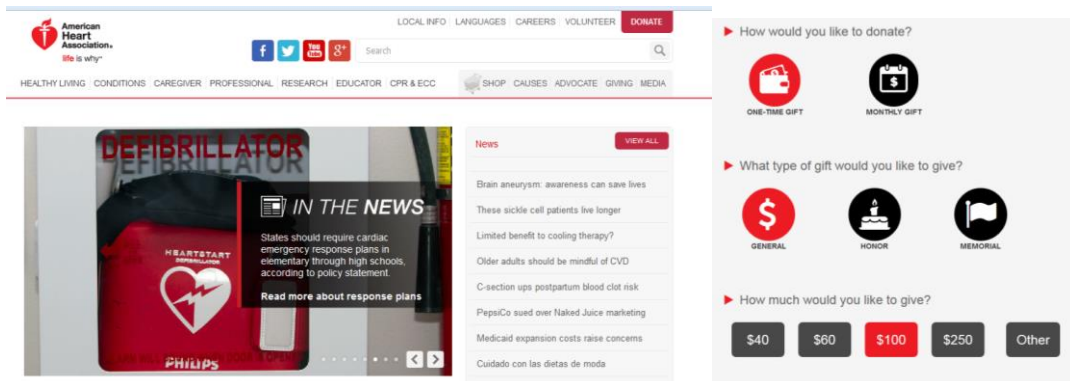 American
Heart
Association®
life is why™
LOCAL INFO LANGUAGES CAREERS VOLUNTEER DONATE
f You Tube g+ Search
HEALTHY LIVING CONDITIONS CAREGIVER PROFESSIONAL RESEARCH EDUCATOR CPR & ECC SHOP CAUSES ADVOCATE GIVING MEDIA
DEFIBRILLATOR
HEARTSTART
DEFIBRILLATOR
PHILIPS
IN THE NEWS
States should require cardiac
emergency response plans in
elementary through high schools,
according to policy statement.
Read more about response plans
< >
News VIEW ALL
Brain aneurysm: awareness can save lives
These sickle cell patients live longer
Limited benefit to cooling therapy?
Older adults should be mindful of CVD
C-section ups postpartum blood clot risk
PepsiCo sued over Naked Juice marketing
Medicaid expansion costs raise concerns
Cuidado con las dietas de moda
How would you like to donate?
$
ONE-TIME GIFT MONTHLY GIFT
What type of gift would you like to give?
$
GENERAL HONOR MEMORIAL
How much would you like to give?
$40 $60 $100 $250 Other